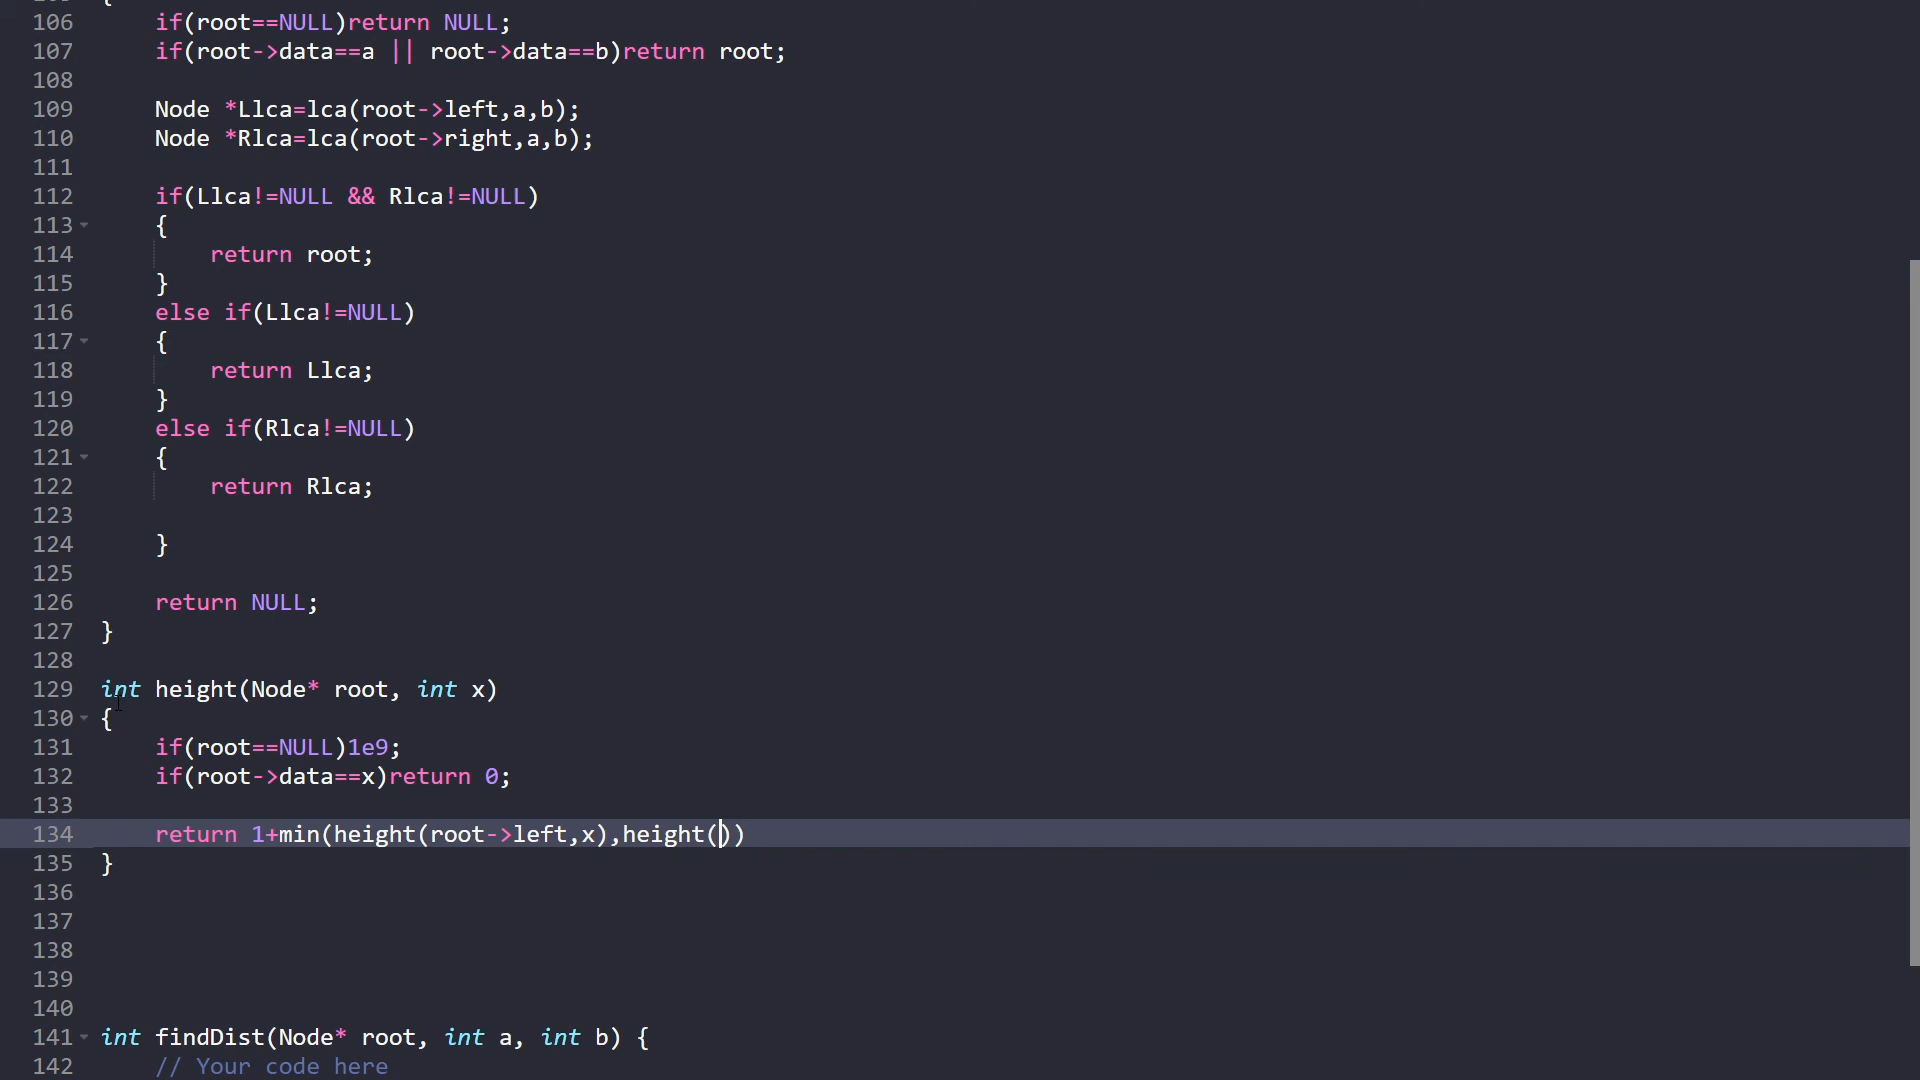 106 if(root==NULL)return NULL;
107 if(root->data==a || root->data==b)return root;
108
109 Node *Llca=lca(root->left,a,b);
110 Node *Rlca=lca(root->right,a,b);
111
112 if(Llca!=NULL && Rlca!=NULL)
113 {
114 return root;
115 }
116 else if(Llca!=NULL)
117 {
118 return Llca;
119 }
120 else if(Rlca!=NULL)
121 {
122 return Rlca;
123
124 }
125
126 return NULL;
127 }
128
129 int height(Node* root, int x)
130 {
131 if(root==NULL)1e9;
132 if(root->data==x)return 0;
133
134 return 1+min(height(root->left,x),height())
135 }
136
137
138
139
140
141 int findDist(Node* root, int a, int b) {
142 // Your code here